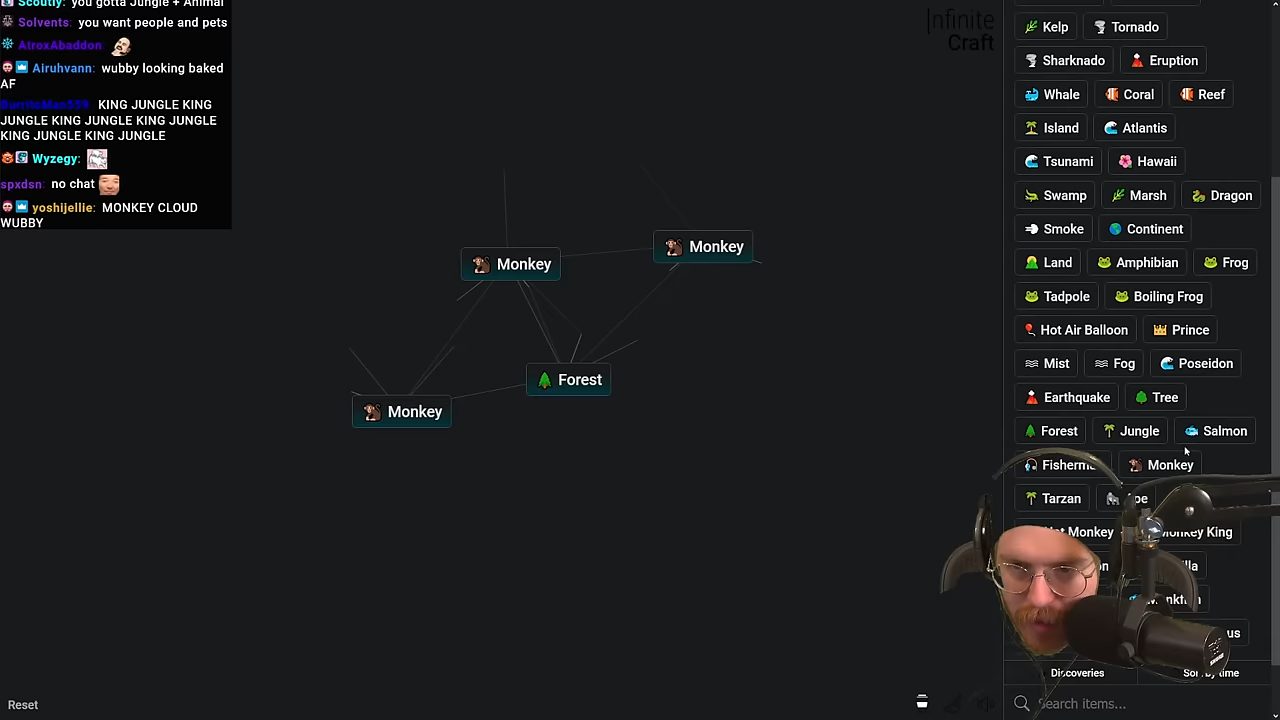 Scoutly: you gotta Jungle + Animal
Solvents: you want people and pets
AtroxAbaddon
Airuhvann: wubby looking baked
AF
BurritoMan559 KING JUNGLE KING
JUNGLE KING JUNGLE KING JUNGLE
KING JUNGLE KING JUNGLE
Wyzegy:
spxdsn: no chat
yoshijellie: MONKEY CLOUD
WUBBY
Infinite
Craft
Monkey
Monkey
Forest
Monkey
Kelp Tornado
Sharknado Eruption
Whale Coral Reef
Island Atlantis
Tsunami Hawaii
Swamp Marsh Dragon
Smoke Continent
Land Amphibian Frog
Tadpole Boiling Frog
Hot Air Balloon Prince
Mist Fog Poseidon
Earthquake Tree
Forest Jungle Salmon
Monkey
Tarzan
Monkey King
Discoveries
Search items...
Reset